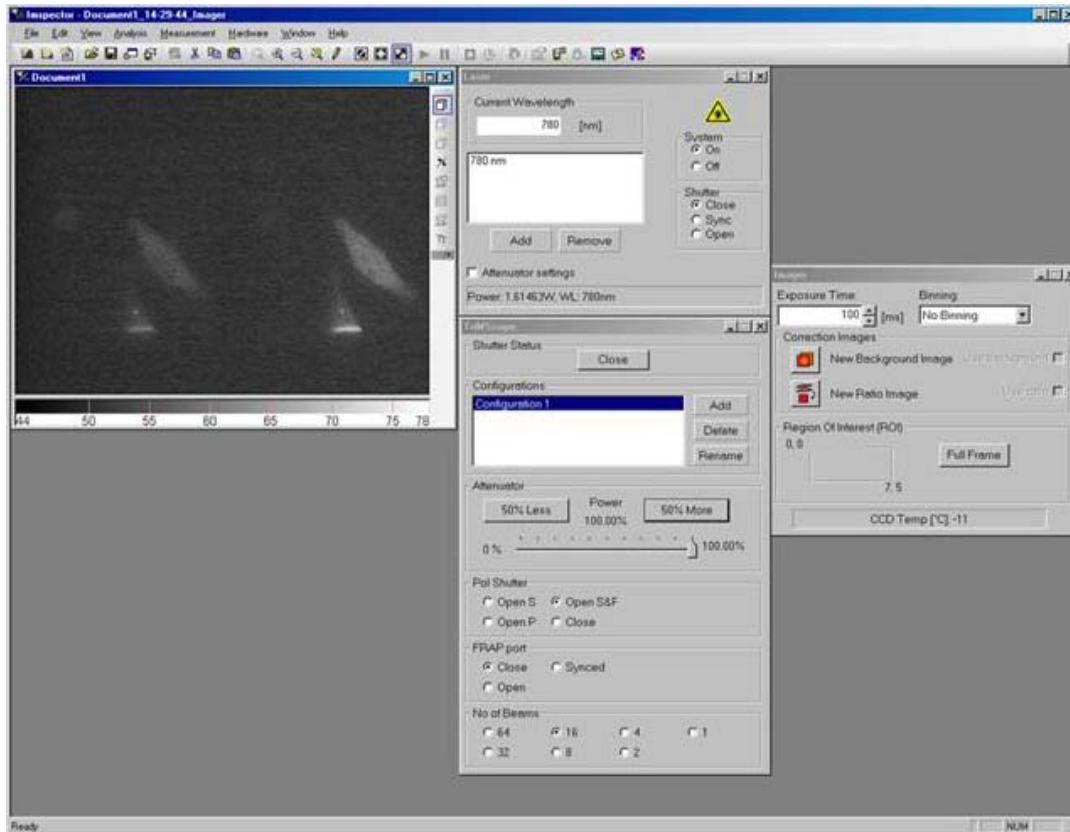 Inspector - Document1_14-29-44_Imager
File Edit View Analysis Measurement Hardware Window Help
Document1
44 50 55 60 65 70 75 78
Laser
Current Wavelength
780 [nm]
780 nm
Add Remove
System
On
Off
Shutter
Close
Sync
Open
Attenuator settings
Power: 1.61463W, WL: 780nm
Shutter Status
Close
Configurations
Configuration 1
Add
Delete
Rename
Attenuator
50% Less Power 100.00% 50% More
0 % 100.00%
Pol Shutter
Open S Open S&F
Open P Close
FRAP port
Close Synced
Open
No of Beams
64 16 4 1
32 8 2
Imager
Exposure Time: Binning:
100 [ms] No Binning
Correction Images
New Background Image Use background
New Ratio Image Use ratio
Region Of Interest (ROI)
0, 0
Full Frame
7, 5
CCD Temp [°C]: -11
Ready NUM